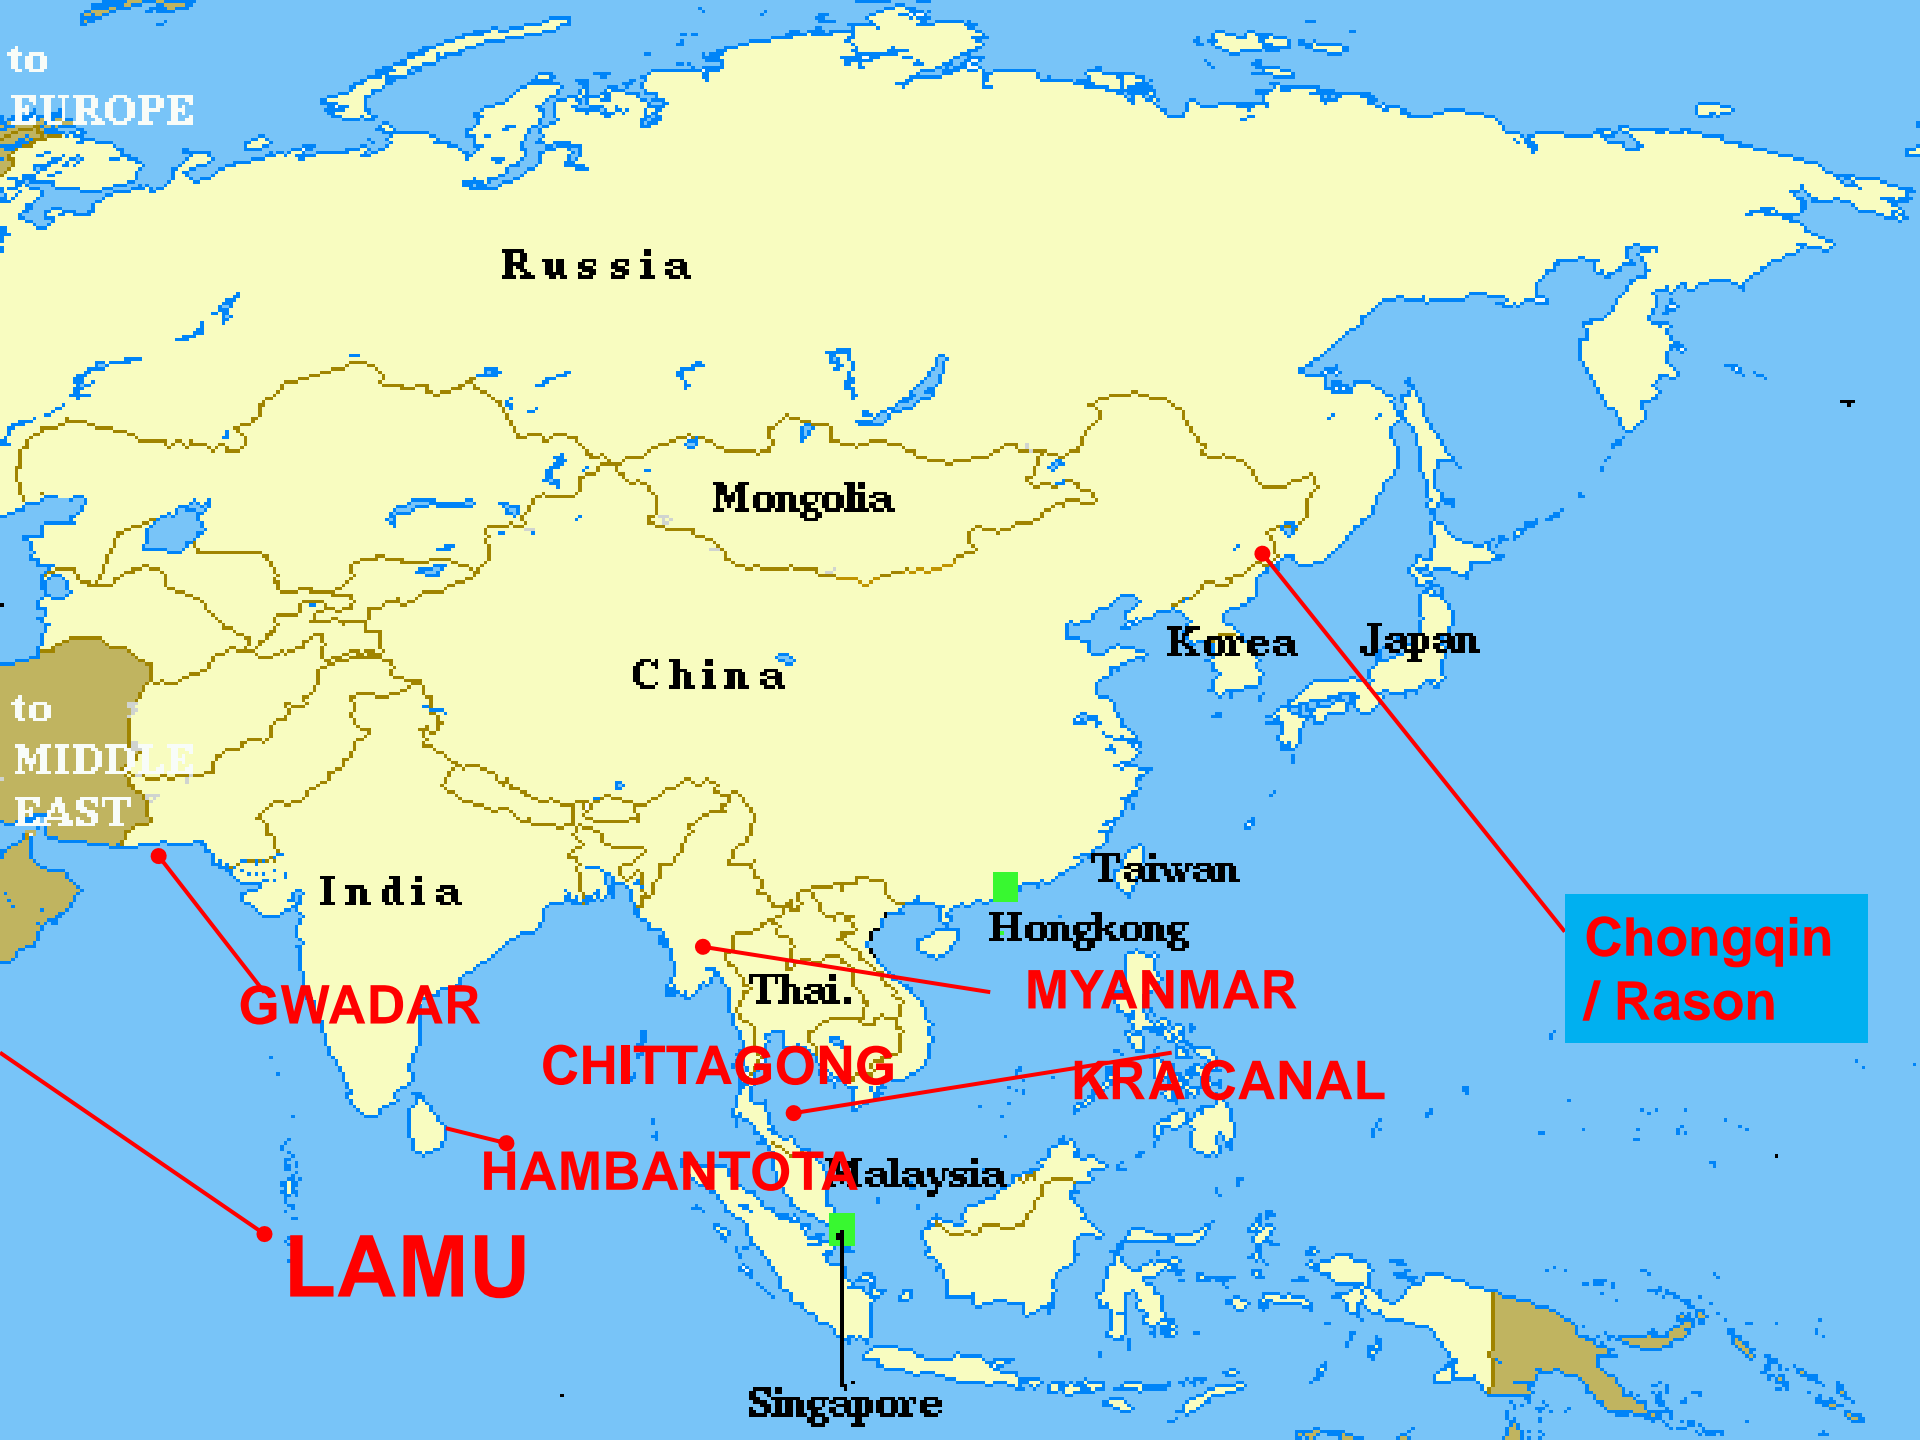 to
EUROPE
Russia
Mongolia
Korea
Japan
China
to
MIDDLE
EAST
Taiwan
India
Hongkong
Chongqin
/ Rason
GWADAR
Thai.
MYANMAR
CHITTAGONG
KRA CANAL
HAMBANTOTA
Malaysia
LAMU
Singapore